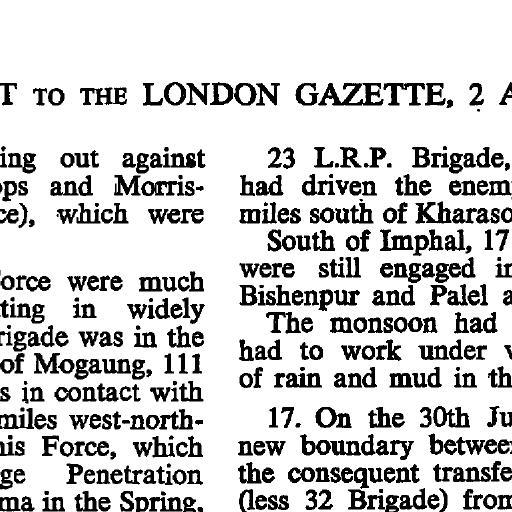 T TO THE LONDON GAZETTE, 2 A
ing out against
ops and Morris-
ce), which were
Force were much
ting in widely
rigade was in the
of Mogaung, 111
s in contact with
miles west-north-
his Force, which
ge Penetration
ma in the Spring,
23 L.R.P. Brigade,
had driven the enem
miles south of Kharaso
South of Imphal, 17
were still engaged in
Bishenpur and Palel a
The monsoon had
had to work under v
of rain and mud in th
17. On the 30th Ju
new boundary between
the consequent transfe
(less 32 Brigade) from